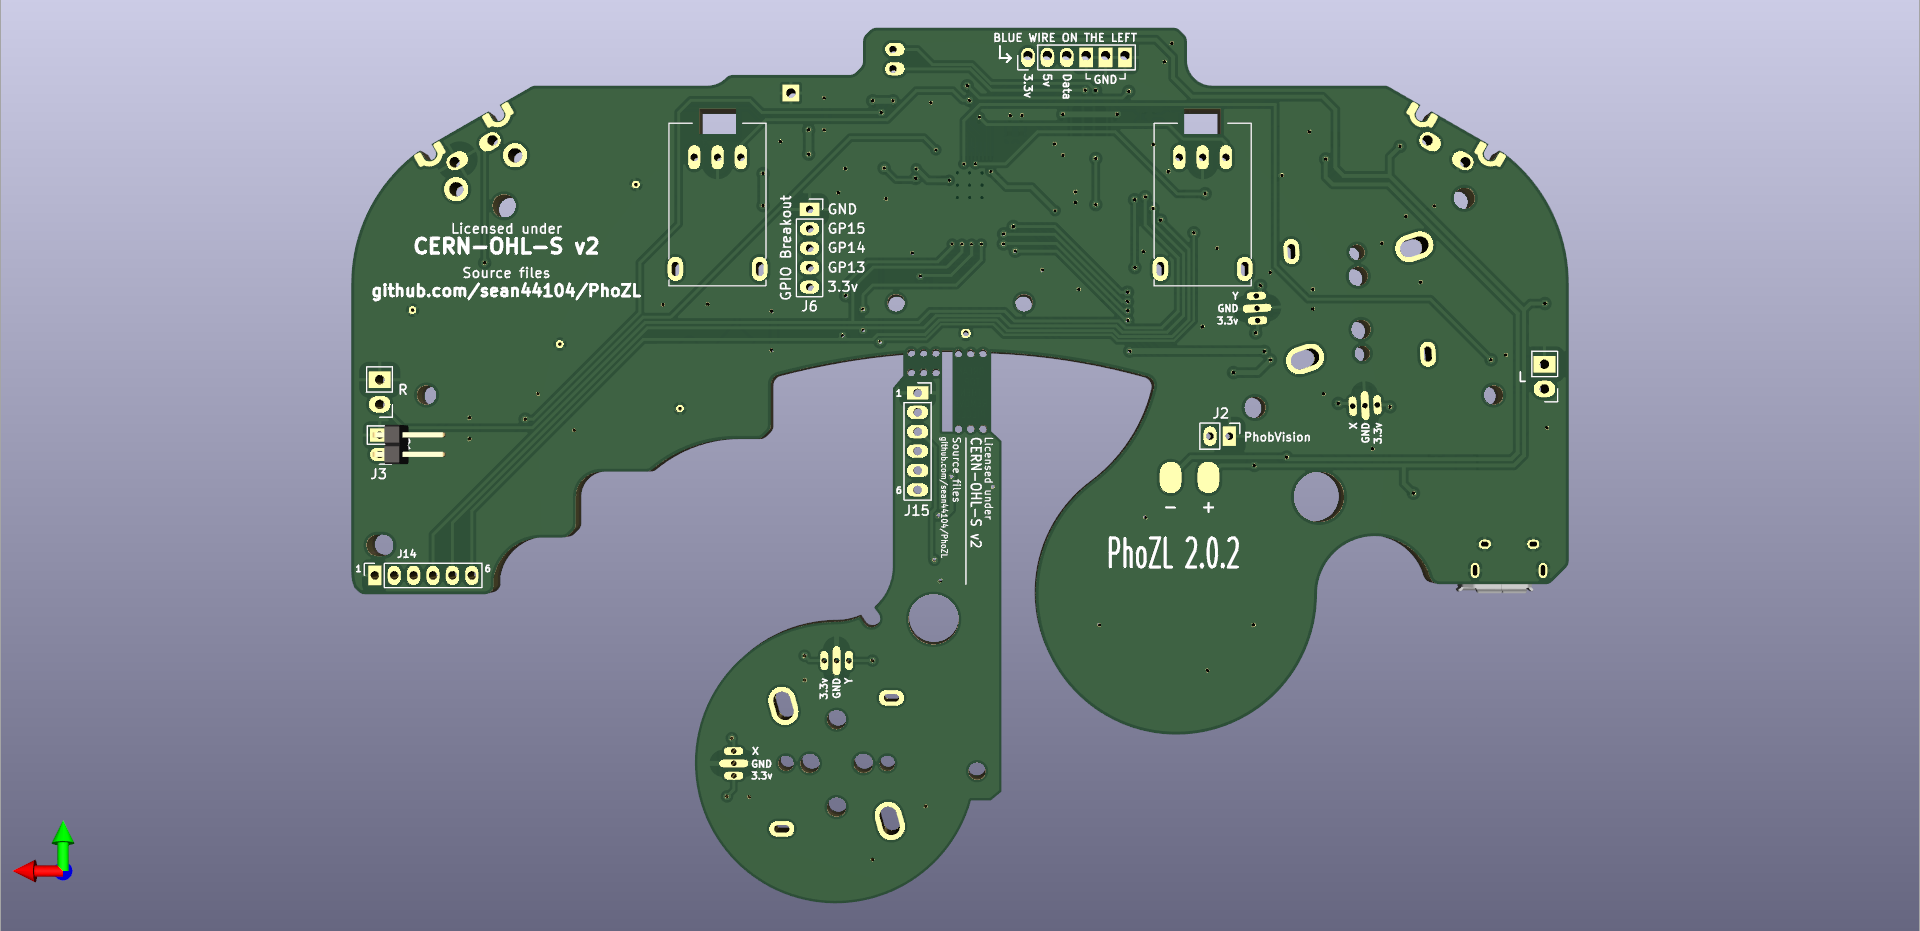 BLUE WIRE ON THE LEFT
3.3v
5v
Data
GND
Licensed under
CERN-OHL-S v2
Source files
github.com/sean44104/PhoZL
GPIO Breakout
GND
GP15
GP14
GP13
3.3v
J6
Y
GND
3.3v
R
J3
L
X
GND
3.3v
J2
PhobVision
- +
PhoZL 2.0.2
1
6
J15
Licensed under
CERN-OHL-S v2
Source files
github.com/sean44104/PhoZL
J14
1
6
3.3v
GND
Y
X
GND
3.3v